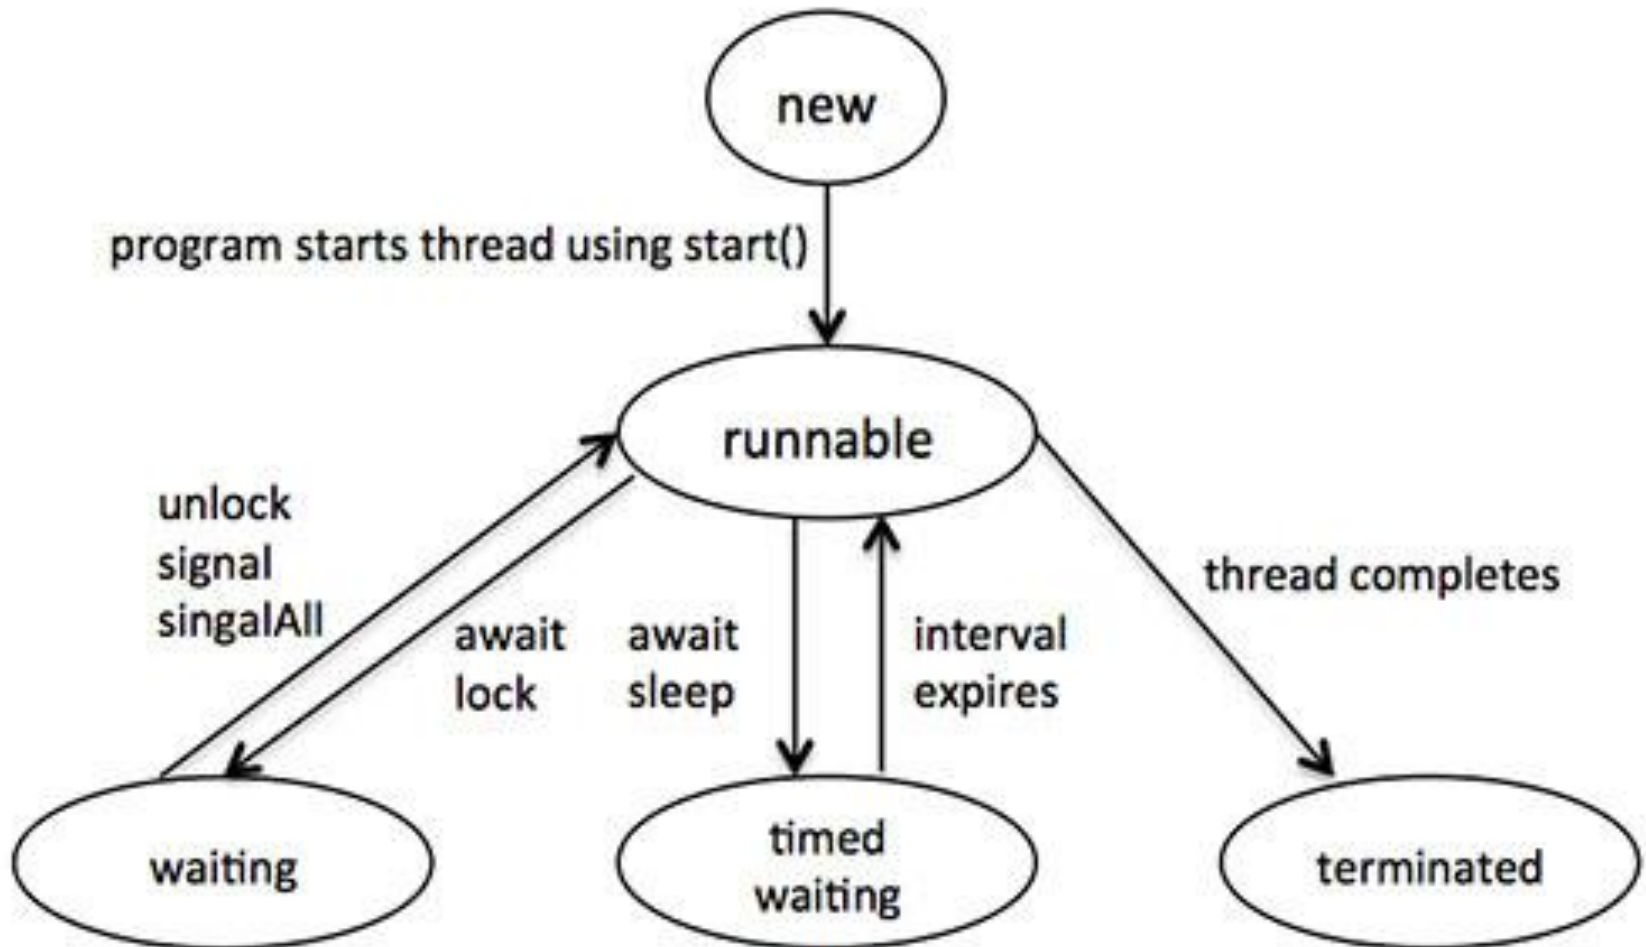 new
program starts thread using start()
runnable
unlock
signal
singalAll
await
lock
await
sleep
interval
expires
thread completes
waiting
timed
waiting
terminated